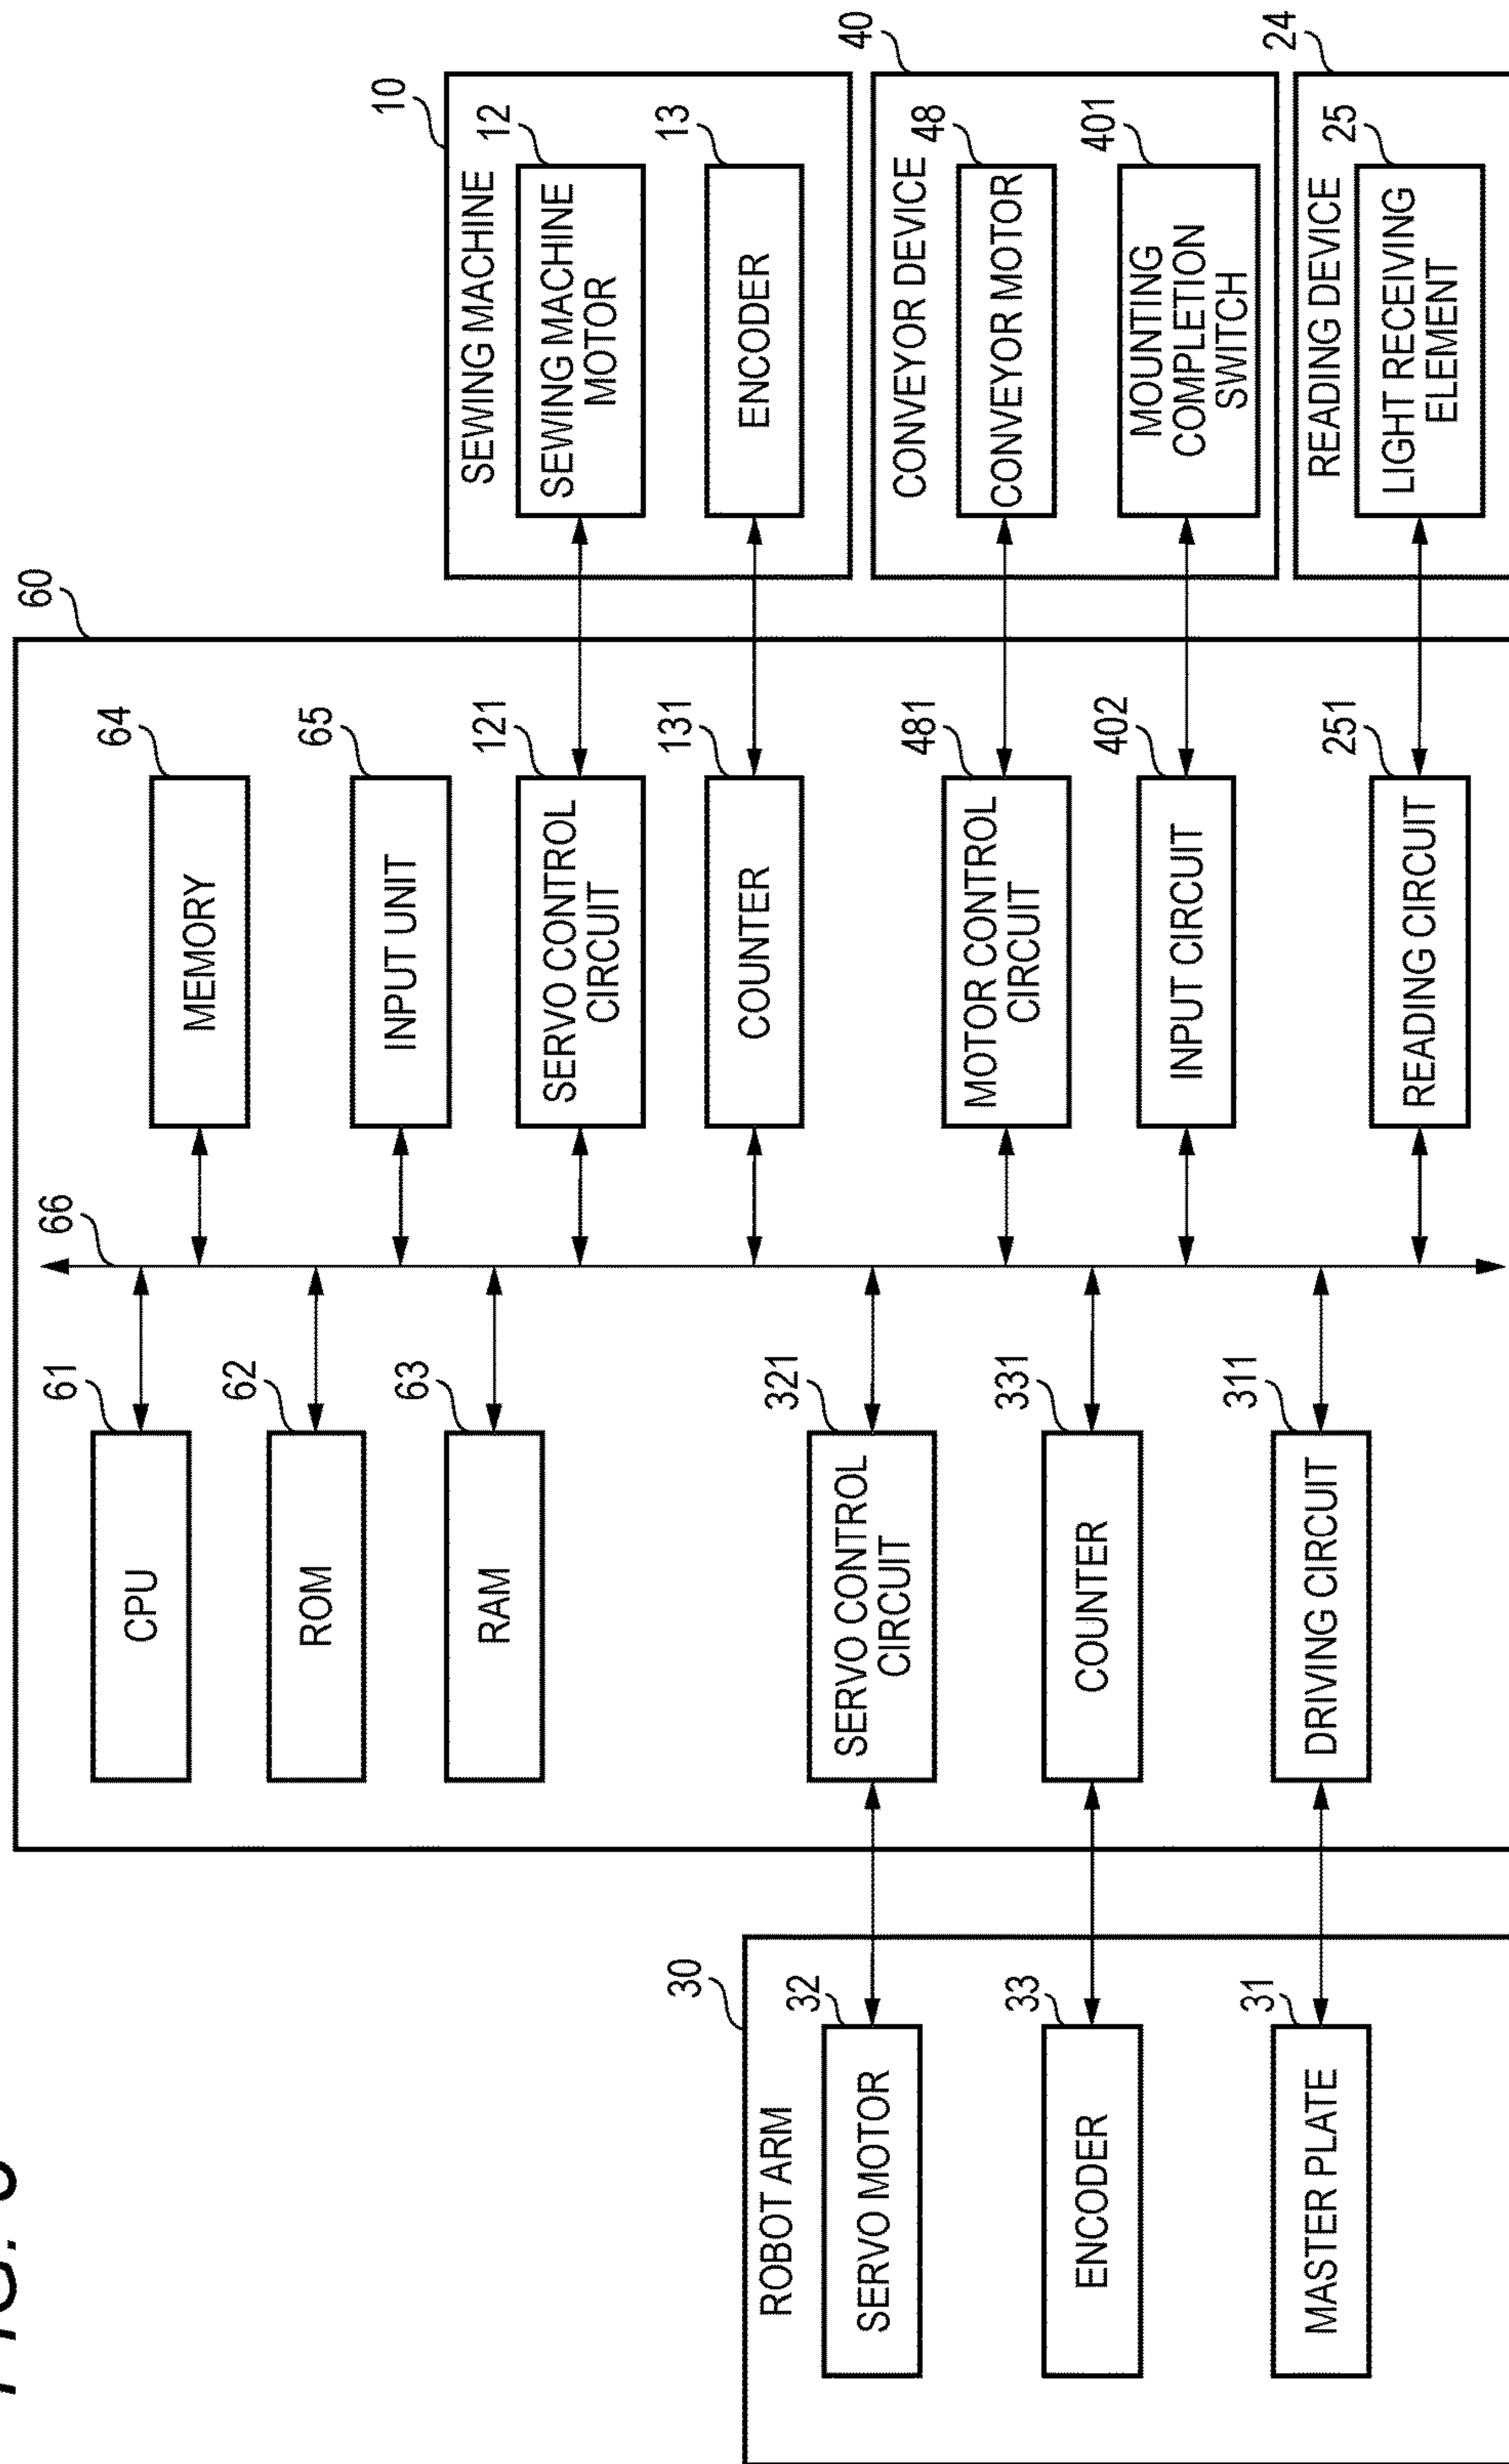 FIG.
60
61
CPU
62
ROM
63
RAM
66
64
MEMORY
65
INPUT UNIT
30
ROBOT ARM
32
SERVO MOTOR
33
ENCODER
31
MASTER PLATE
321
SERVO CONTROL
CIRCUIT
331
COUNTER
311
DRIVING CIRCUIT
121
SERVO CONTROL
CIRCUIT
131
COUNTER
481
MOTOR CONTROL
CIRCUIT
402
INPUT CIRCUIT
251
READING CIRCUIT
10
SEWING MACHINE
12
SEWING MACHINE
MOTOR
13
ENCODER
40
CONVEYOR DEVICE
48
CONVEYOR MOTOR
401
MOUNTING
COMPLETION
SWITCH
24
READING DEVICE
25
LIGHT RECEIVING
ELEMENT